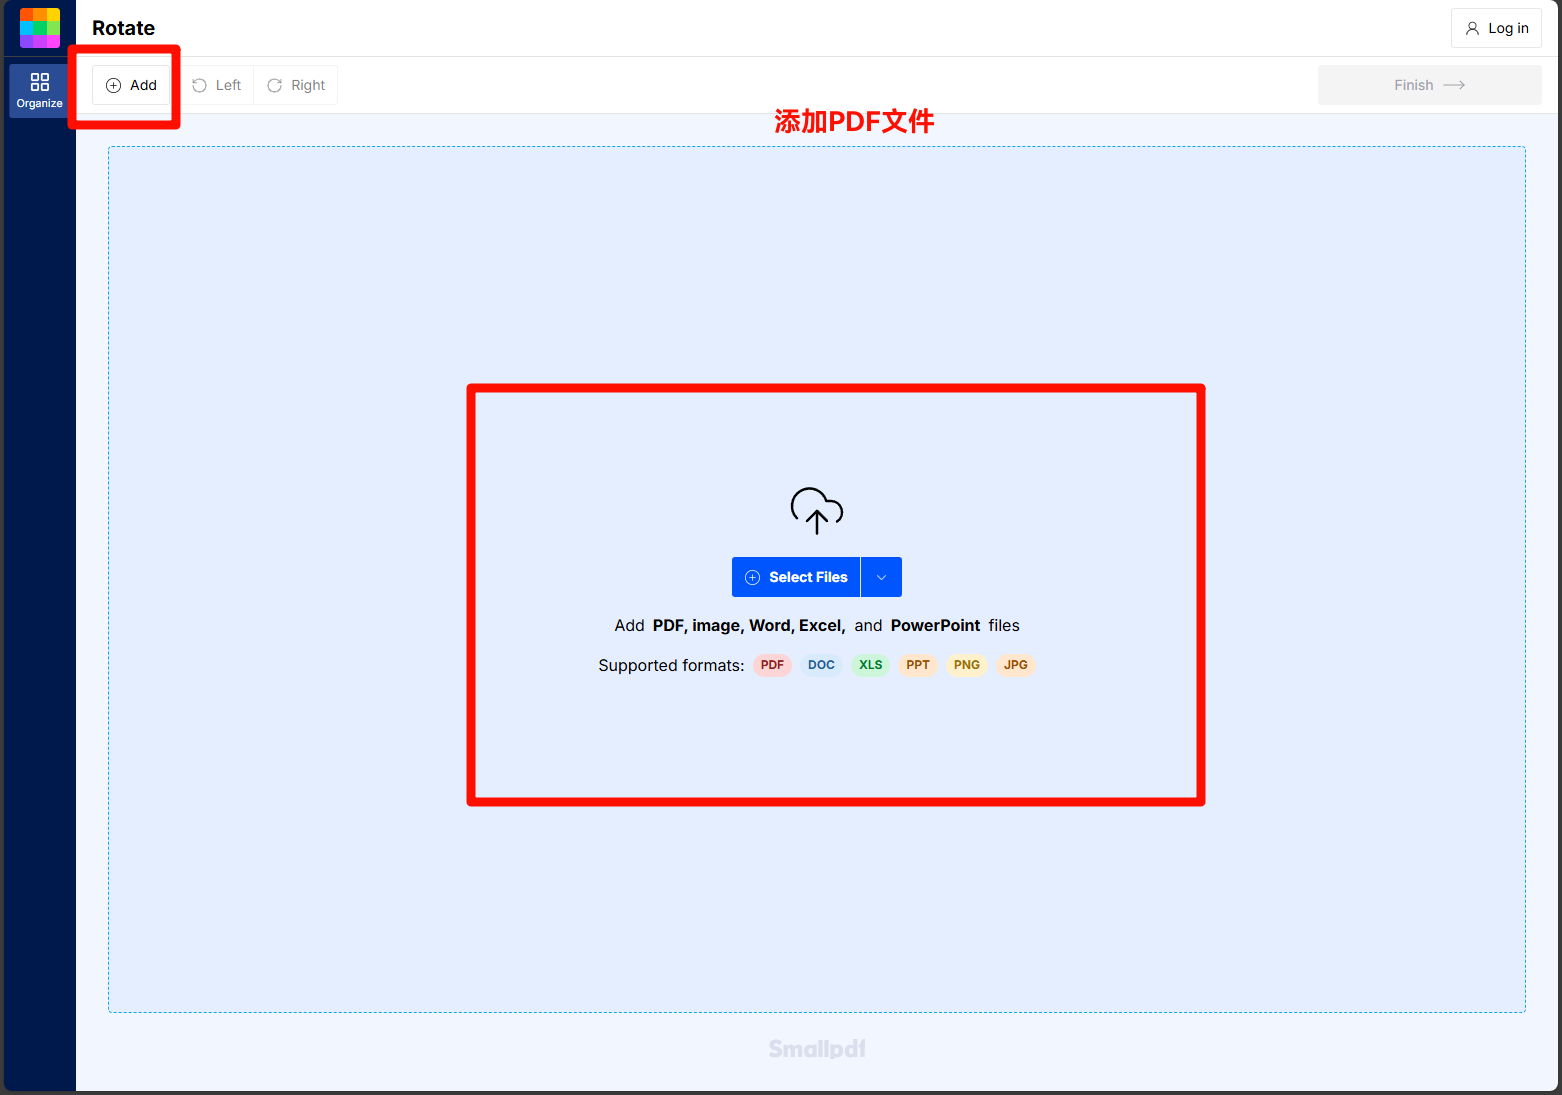 Rotate
Log in
Organize
Add
Left
Right
Finish
添加PDF文件
Select Files
Add PDF, image, Word, Excel, and PowerPoint files
Supported formats: PDF DOC XLS PPT PNG JPG
Smallpdf